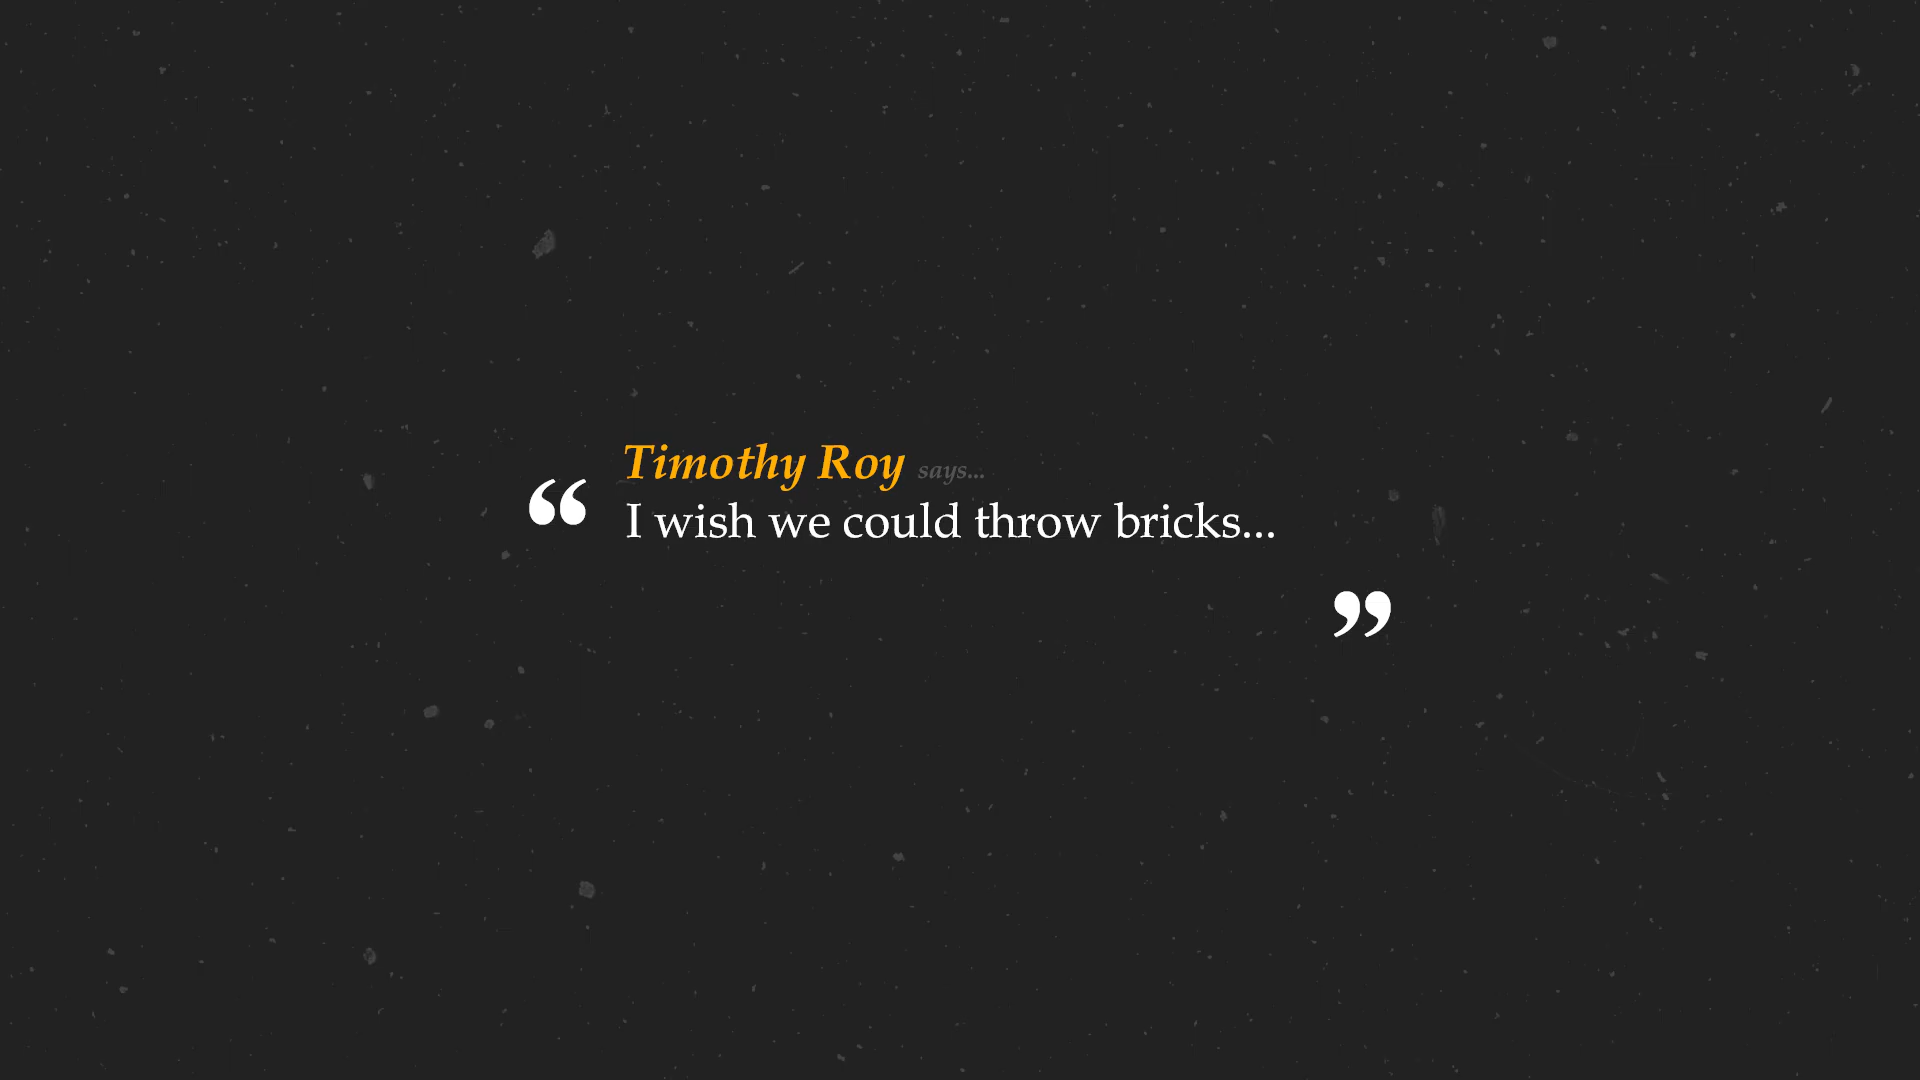 Timothy Roy says...
“ I wish we could throw bricks...
”